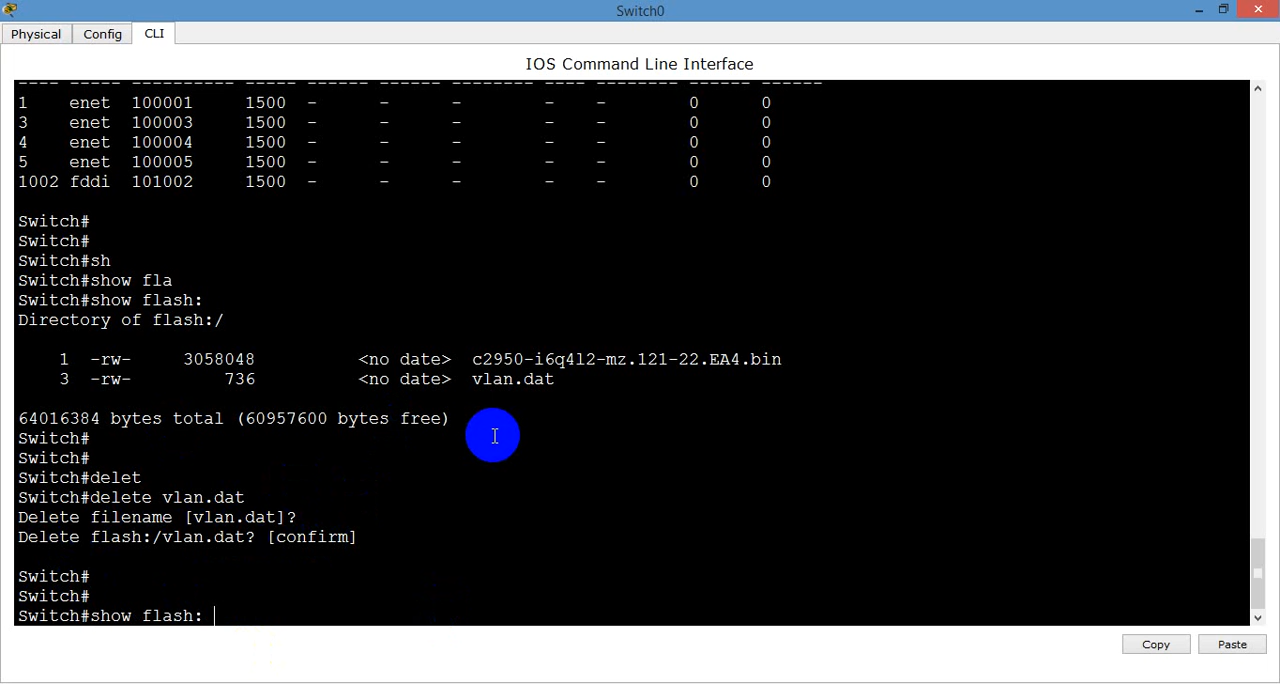 Switch0
Physical Config CLI
IOS Command Line Interface
---- ----- ---------- ----- ------ ------ -------- ---- -------- ------ ------
1    enet  100001     1500  -      -      -        -    -        0      0
3    enet  100003     1500  -      -      -        -    -        0      0
4    enet  100004     1500  -      -      -        -    -        0      0
5    enet  100005     1500  -      -      -        -    -        0      0
1002 fddi  101002     1500  -      -      -        -    -        0      0
Switch#
Switch#
Switch#sh
Switch#show fla
Switch#show flash:
Directory of flash:/
1  -rw-     3058048          <no date>  c2950-i6q4l2-mz.121-22.EA4.bin
3  -rw-         736          <no date>  vlan.dat
64016384 bytes total (60957600 bytes free)
Switch#
Switch#
Switch#delet
Switch#delete vlan.dat
Delete filename [vlan.dat]?
Delete flash:/vlan.dat? [confirm]
Switch#
Switch#
Switch#show flash:
Copy Paste